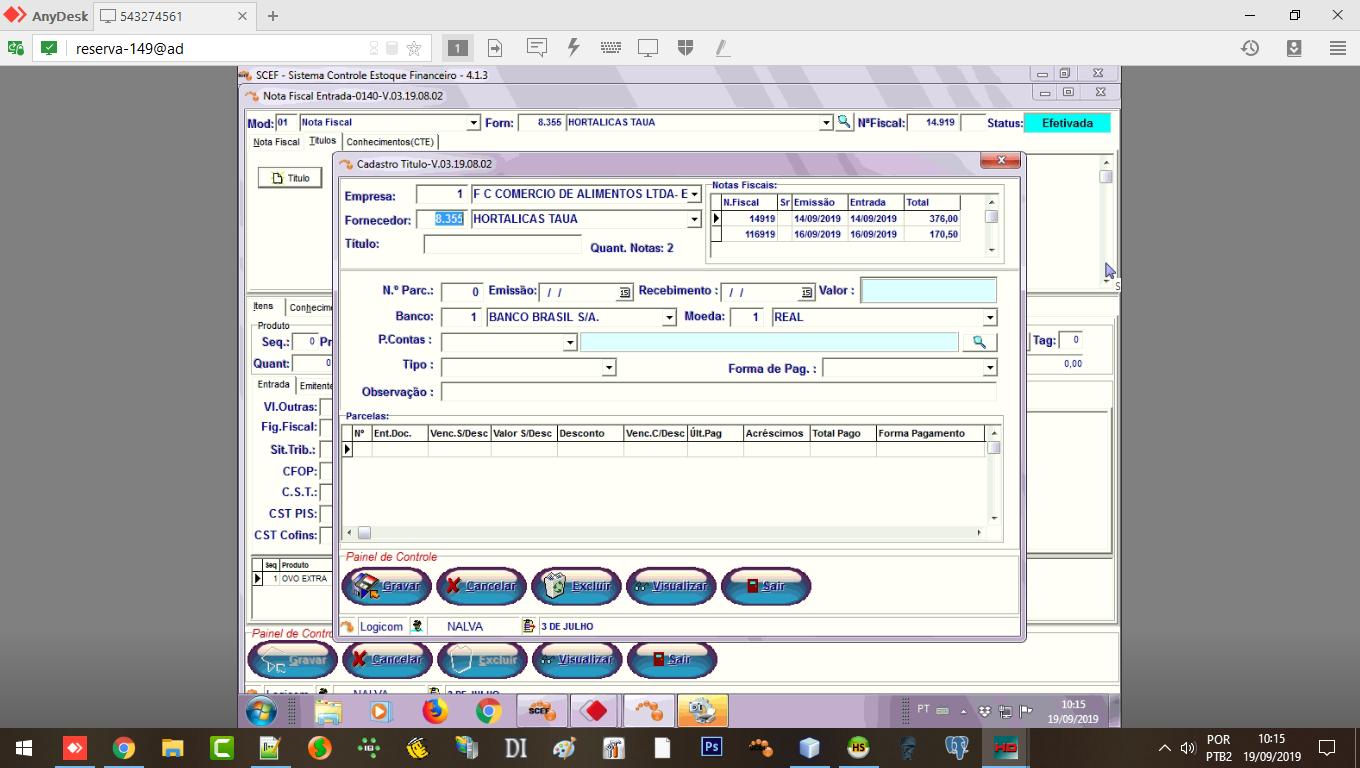 AnyDesk 543274561
reserva-149@ad 1
SCEF - Sistema Controle Estoque Financeiro - 4.1.3
Nota Fiscal Entrada-0140-V.03.19.08.02
Mod: 01 Nota Fiscal Forn: 8.355 HORTALICAS TAUA NºFiscal: 14.919 Status: Efetivada
Nota Fiscal Titulos Conhecimentos(CTE)
Titulo
Cadastro Titulo-V.03.19.08.02
Empresa: 1 F C COMERCIO DE ALIMENTOS LTDA- E
Fornecedor: 8.355 HORTALICAS TAUA
Título: Quant. Notas: 2
Notas Fiscais:
N.Fiscal Sr Emissão Entrada Total
14919 14/09/2019 14/09/2019 376,00
116919 16/09/2019 16/09/2019 170,50
N.º Parc.: 0 Emissão: / / 15 Recebimento : / / 15 Valor :
Banco: 1 BANCO BRASIL S/A. Moeda: 1 REAL
P.Contas :
Tipo : Forma de Pag. :
Observação :
Parcelas:
Nº Ent.Doc. Venc.S/Desc Valor S/Desc Desconto Venc.C/Desc Últ.Pag Acréscimos Total Pago Forma Pagamento
Painel de Controle
Gravar Cancelar Excluir Visualizar Sair
Logicom NALVA 3 DE JULHO
Itens Conhecime
Produto
Seq.: 0 Pr
Quant: 0
Tag: 0
0,00
Entrada Emitente
Vl.Outras:
Fig.Fiscal:
Sit.Trib.:
CFOP:
C.S.T.:
CST PIS:
CST Cofins:
Seq Produto
1 OVO EXTRA
Painel de Contro
Gravar Cancelar Excluir Visualizar Sair
Logicom NALVA 3 DE JULHO
SCEF PT 10:15
19/09/2019
DI Ps HS HD POR
PTB2
10:15
19/09/2019